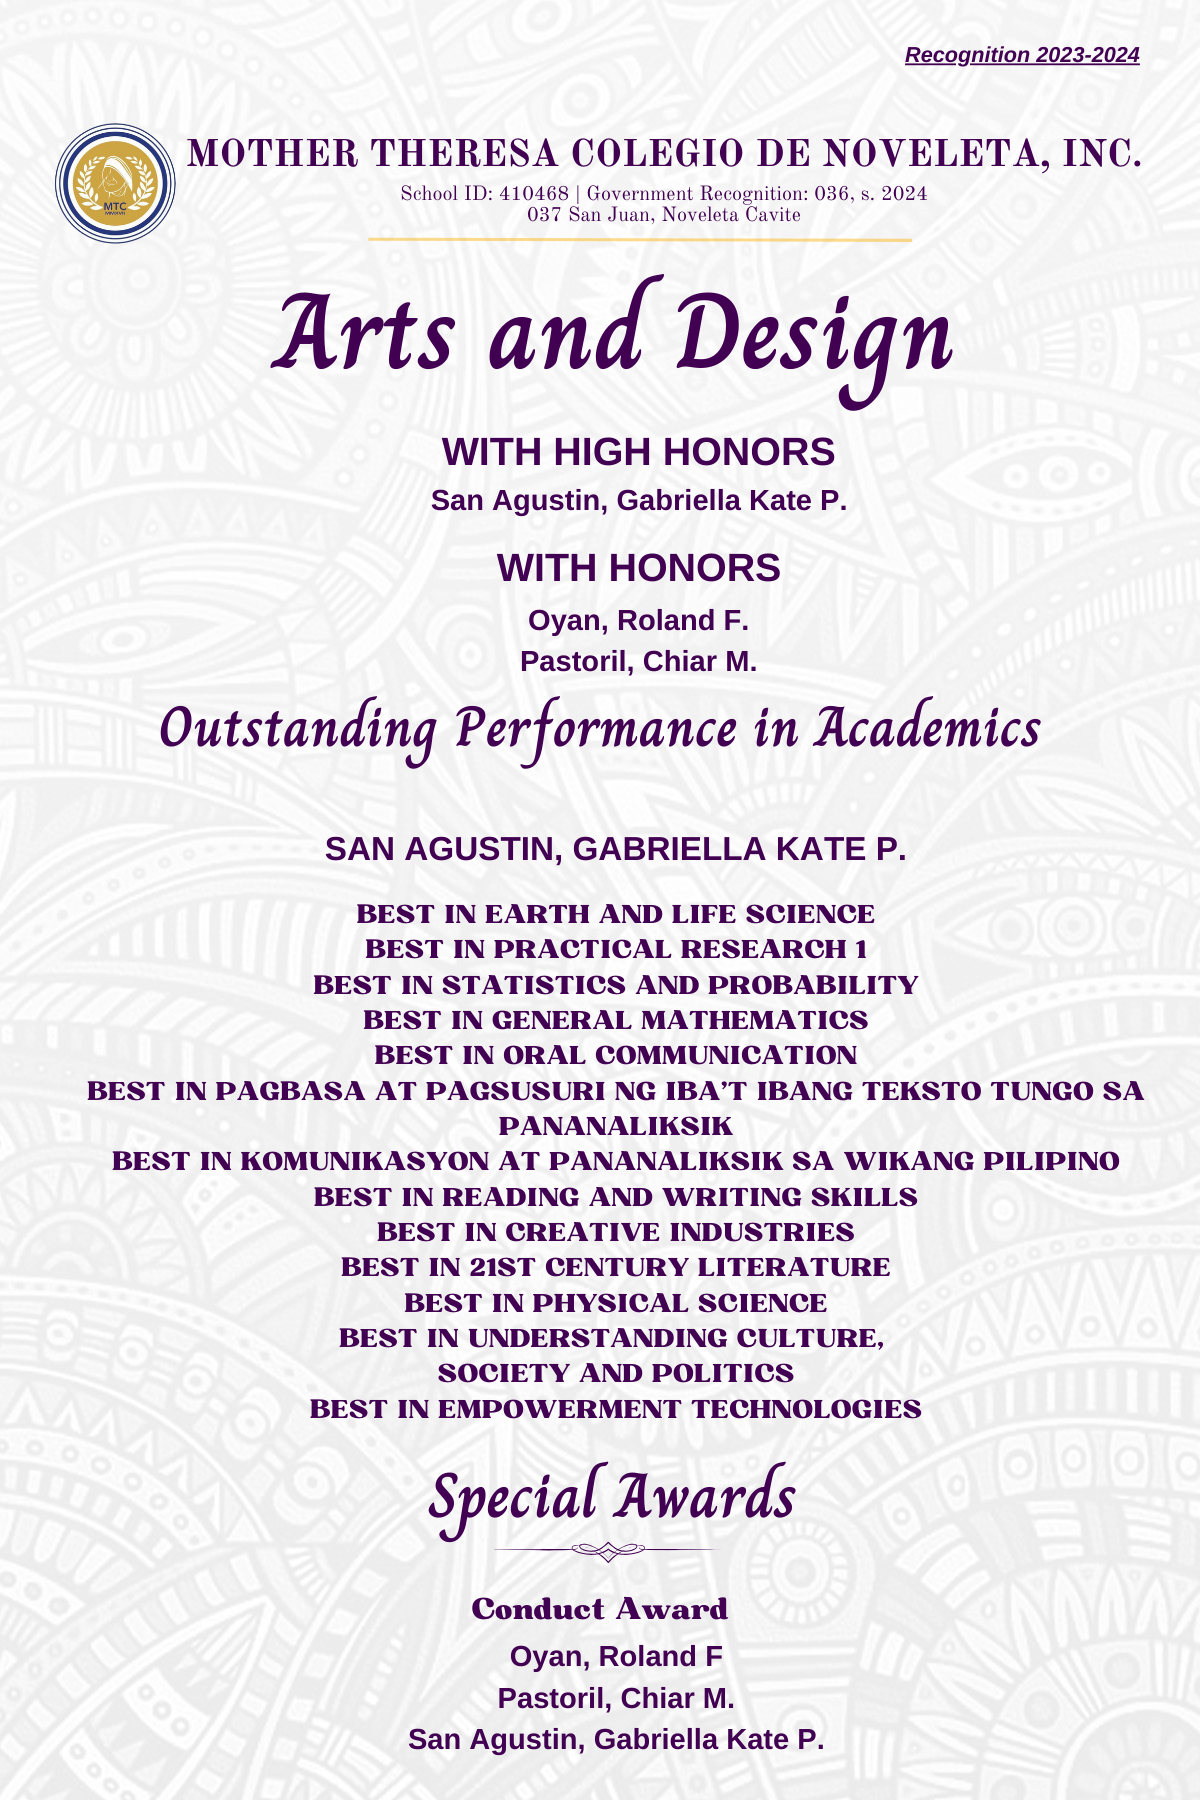 Recognition 2023-2024
MOTHER THERESA COLEGIO DE NOVELETA, INC.
School ID: 410468 | Government Recognition: 036, s. 2024
037 San Juan, Noveleta Cavite
MTC
Arts and Design
WITH HIGH HONORS
San Agustin, Gabriella Kate P.
WITH HONORS
Oyan, Roland F.
Pastoril, Chiar M.
Outstanding Performance in Academics
SAN AGUSTIN, GABRIELLA KATE P.
BEST IN EARTH AND LIFE SCIENCE
BEST IN PRACTICAL RESEARCH 1
BEST IN STATISTICS AND PROBABILITY
BEST IN GENERAL MATHEMATICS
BEST IN ORAL COMMUNICATION
BEST IN PAGBASA AT PAGSUSURI NG IBA'T IBANG TEKSTO TUNGO SA
PANANALIKSIK
BEST IN KOMUNIKASYON AT PANANALIKSIK SA WIKANG PILIPINO
BEST IN READING AND WRITING SKILLS
BEST IN CREATIVE INDUSTRIES
BEST IN 21ST CENTURY LITERATURE
BEST IN PHYSICAL SCIENCE
BEST IN UNDERSTANDING CULTURE,
SOCIETY AND POLITICS
BEST IN EMPOWERMENT TECHNOLOGIES
Special Awards
Conduct Award
Oyan, Roland F
Pastoril, Chiar M.
San Agustin, Gabriella Kate P.